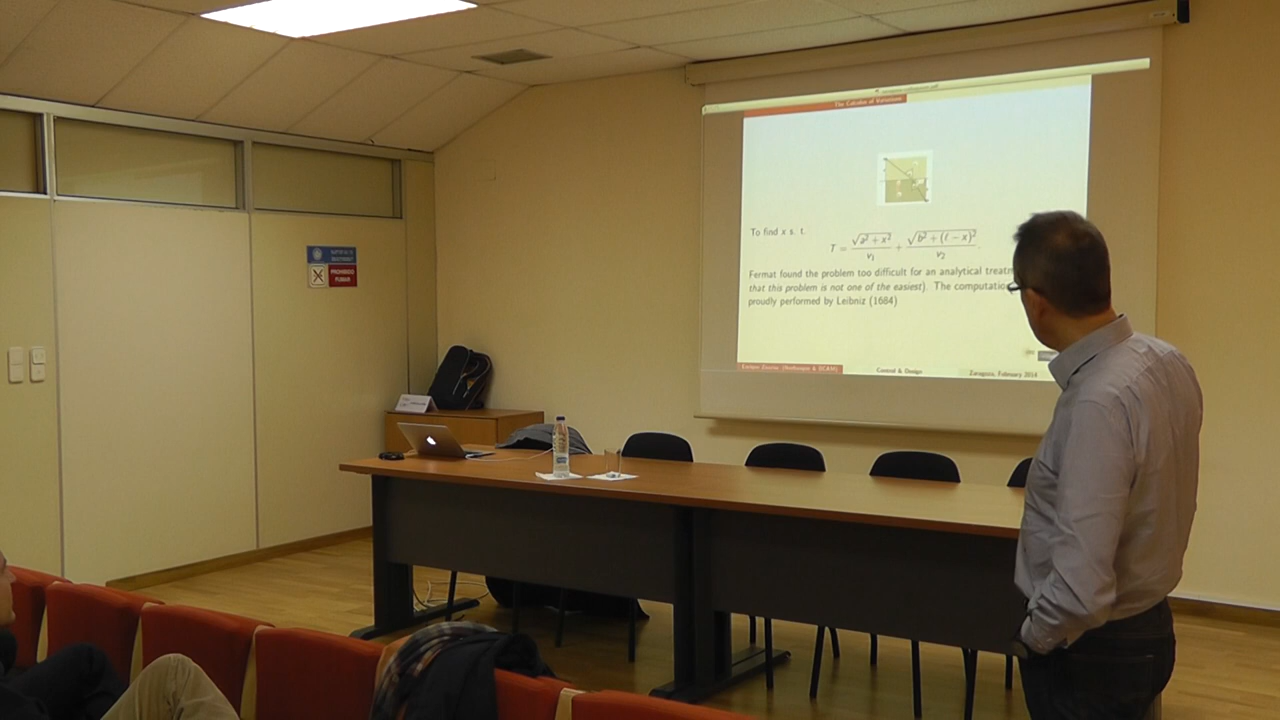 The Calculus of Variations
To find x s. t.
T = √a² + x² / v₁ + √b² + (ℓ − x)² / v₂ .
Fermat found the problem too difficult for an analytical treatm
that this problem is not one of the easiest). The computatio
proudly performed by Leibniz (1684)
Control & Design
Zaragoza, February 2014
PROHIBIDO
FUMAR